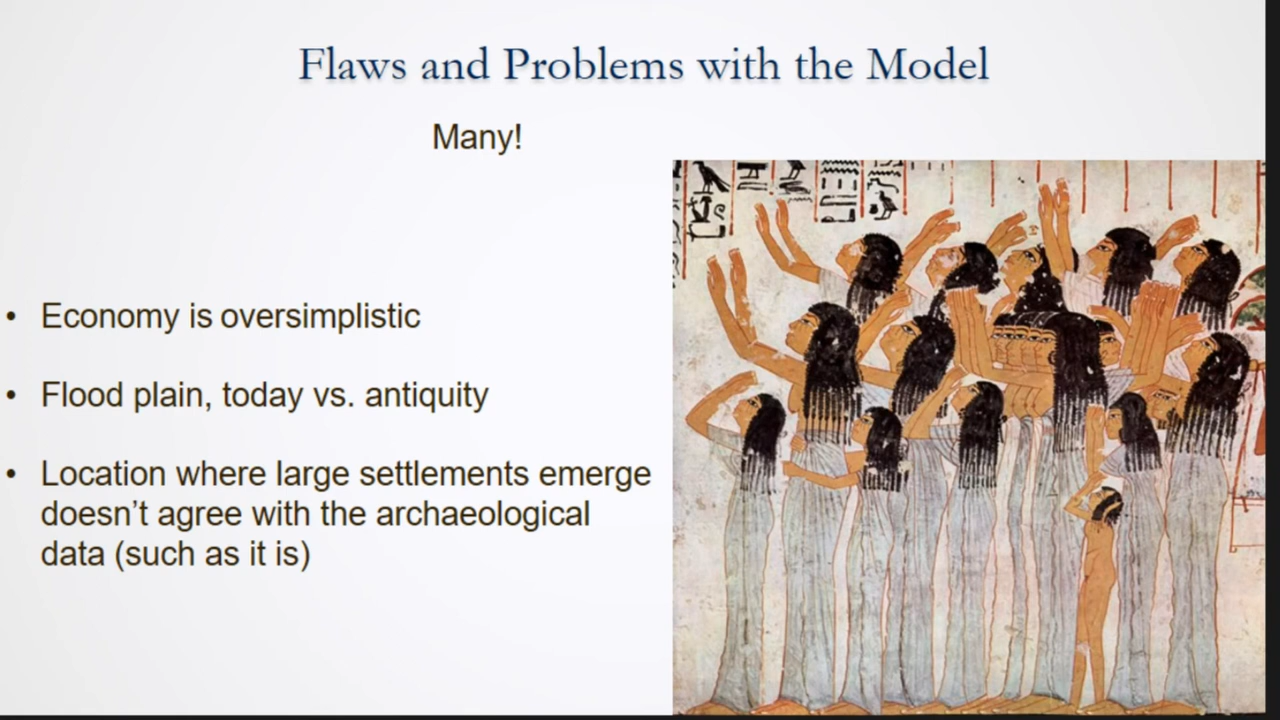 Flaws and Problems with the Model
Many!
• Economy is oversimplistic
• Flood plain, today vs. antiquity
• Location where large settlements emerge
doesn’t agree with the archaeological
data (such as it is)